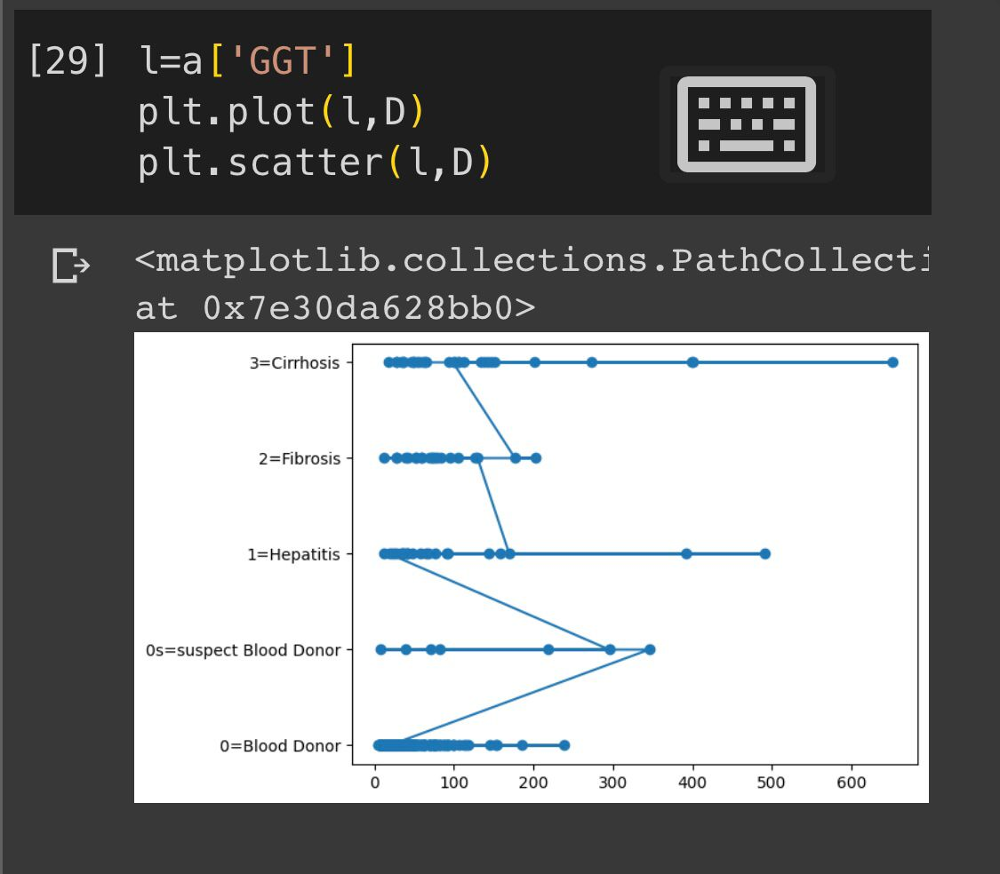 [29] l=a['GGT']
plt.plot(l,D)
plt.scatter(l,D)
<matplotlib.collections.PathCollecti
at 0x7e30da628bb0>
3=Cirrhosis
2=Fibrosis
1=Hepatitis
0s=suspect Blood Donor
0=Blood Donor
0 100 200 300 400 500 600